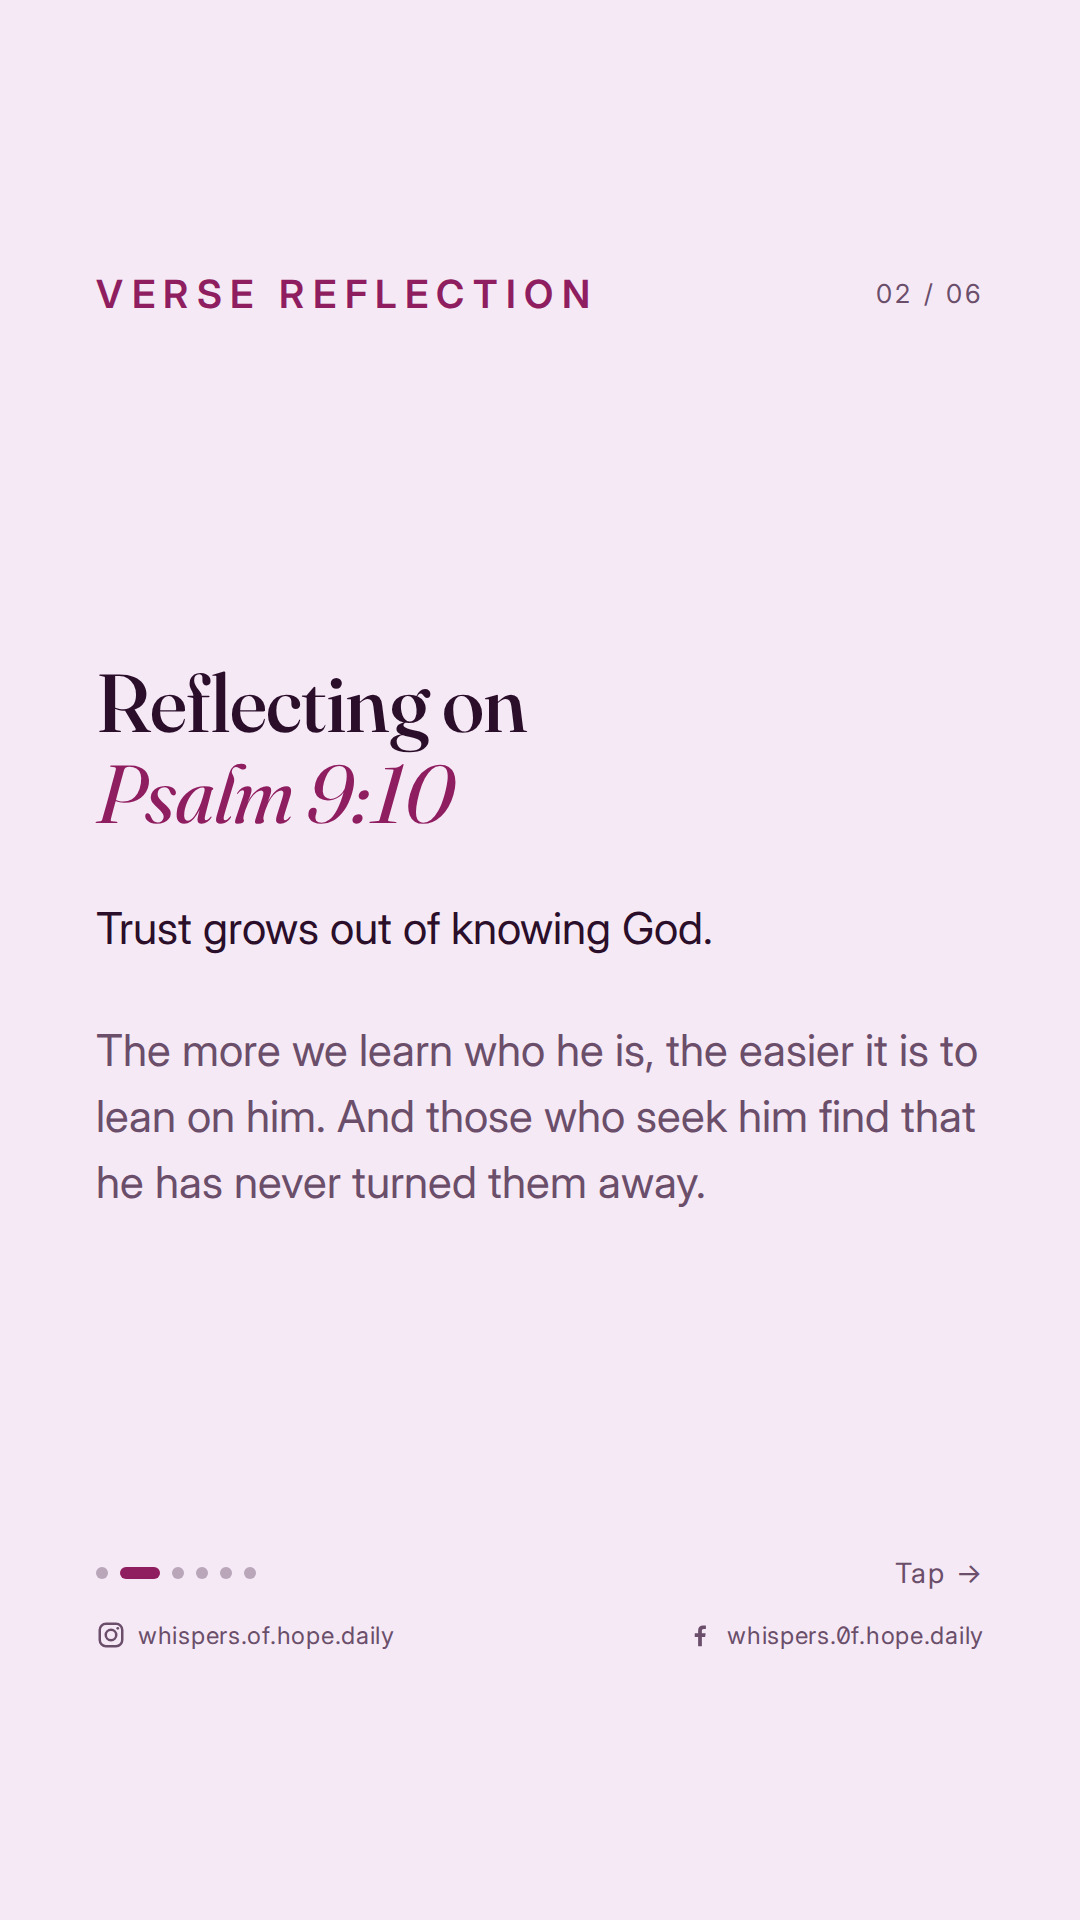 VERSE REFLECTION
02 / 06
Reflecting on
Psalm 9:10
Trust grows out of knowing God.
The more we learn who he is, the easier it is to
lean on him. And those who seek him find that
he has never turned them away.
Tap →
whispers.of.hope.daily
whispers.0f.hope.daily